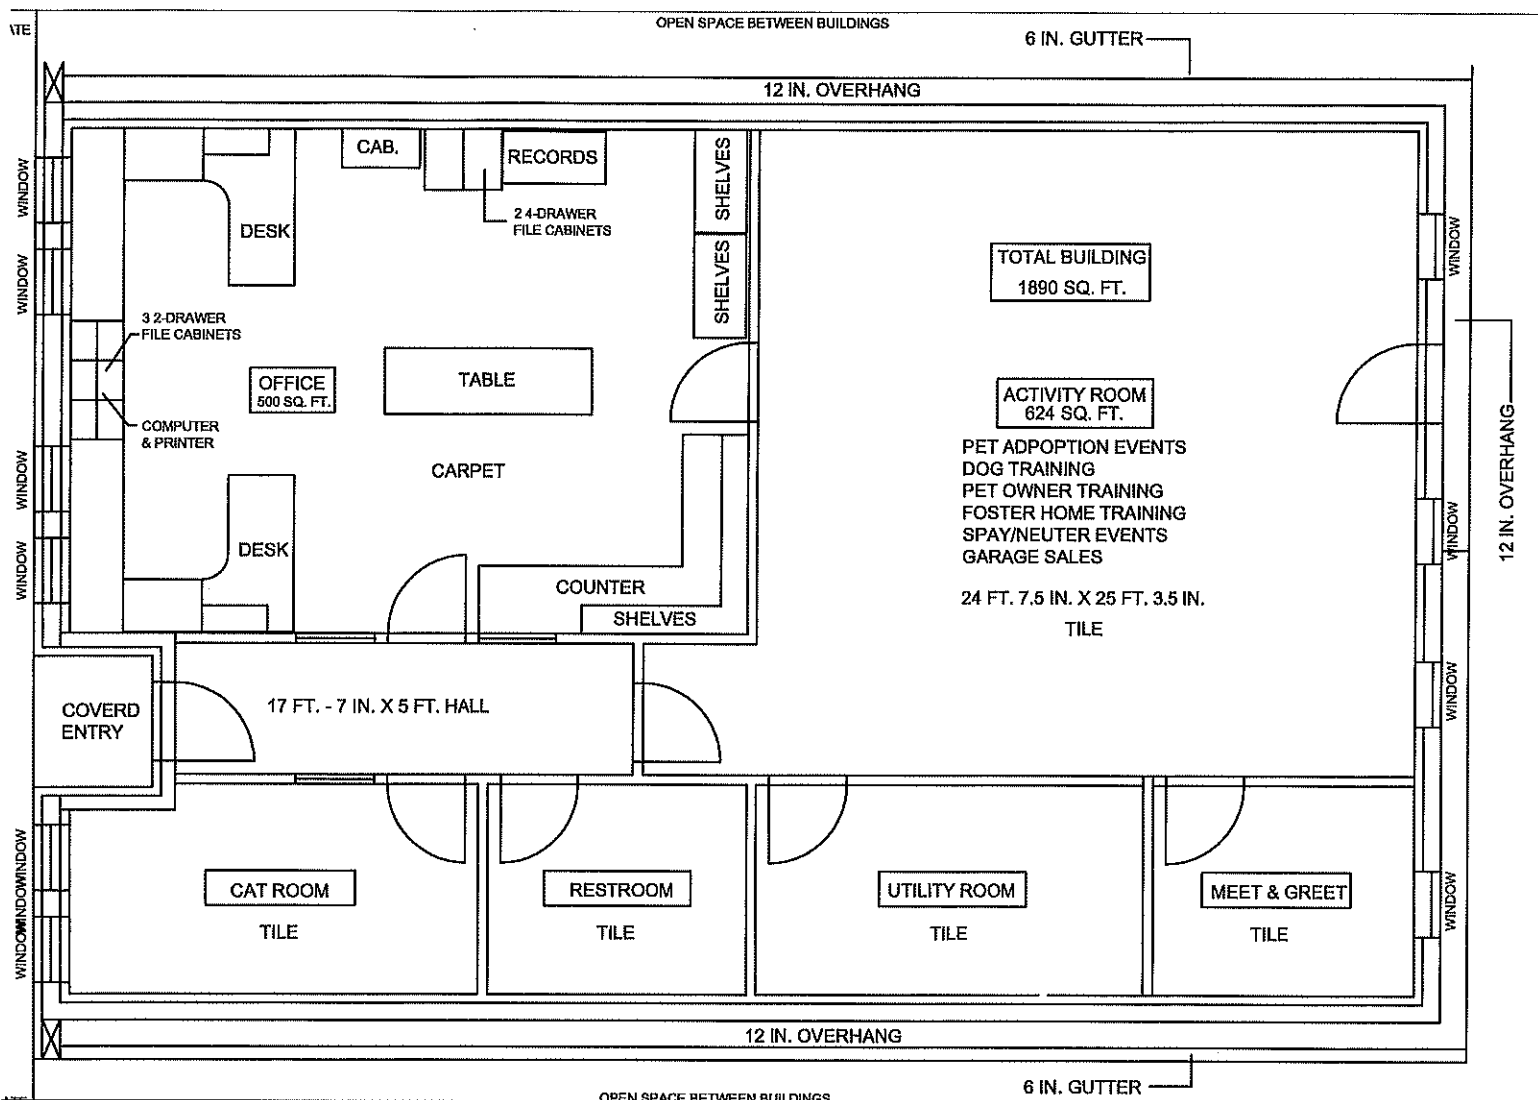 OPEN SPACE BETWEEN BUILDINGS
6 IN. GUTTER
12 IN. OVERHANG
WINDOW
WINDOW
WINDOW
WINDOW
WINDOW
WINDOW
CAB.
RECORDS
2 4-DRAWER
FILE CABINETS
SHELVES
SHELVES
DESK
3 2-DRAWER
FILE CABINETS
OFFICE
500 SQ. FT.
TABLE
COMPUTER
& PRINTER
CARPET
DESK
COUNTER
SHELVES
TOTAL BUILDING
1890 SQ. FT.
ACTIVITY ROOM
624 SQ. FT.
PET ADPOPTION EVENTS
DOG TRAINING
PET OWNER TRAINING
FOSTER HOME TRAINING
SPAY/NEUTER EVENTS
GARAGE SALES
24 FT. 7.5 IN. X 25 FT. 3.5 IN.
TILE
WINDOW
WINDOW
WINDOW
WINDOW
12 IN. OVERHANG
COVERD
ENTRY
17 FT. - 7 IN. X 5 FT. HALL
CAT ROOM
TILE
RESTROOM
TILE
UTILITY ROOM
TILE
MEET & GREET
TILE
12 IN. OVERHANG
6 IN. GUTTER
OPEN SPACE BETWEEN BUILDINGS